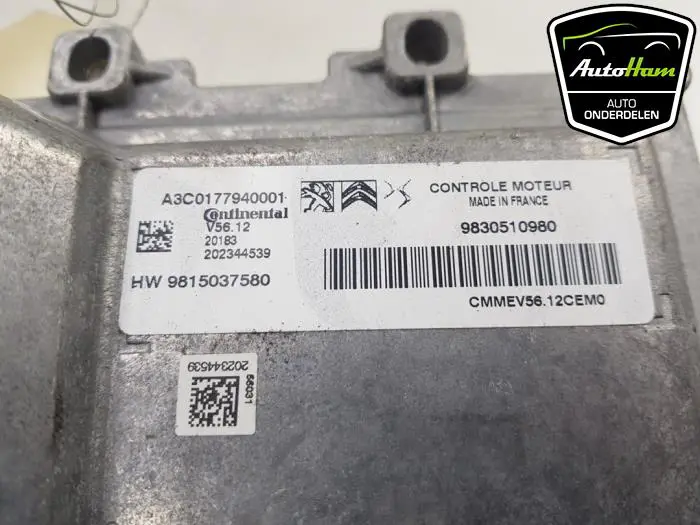 AutoHam
AUTO
ONDERDELEN
A3C0177940001
Continental
V56.12
20183
202344539
HW 9815037580
CONTROLE MOTEUR
MADE IN FRANCE
9830510980
CMMEV56.12CEM0
202344539
56031